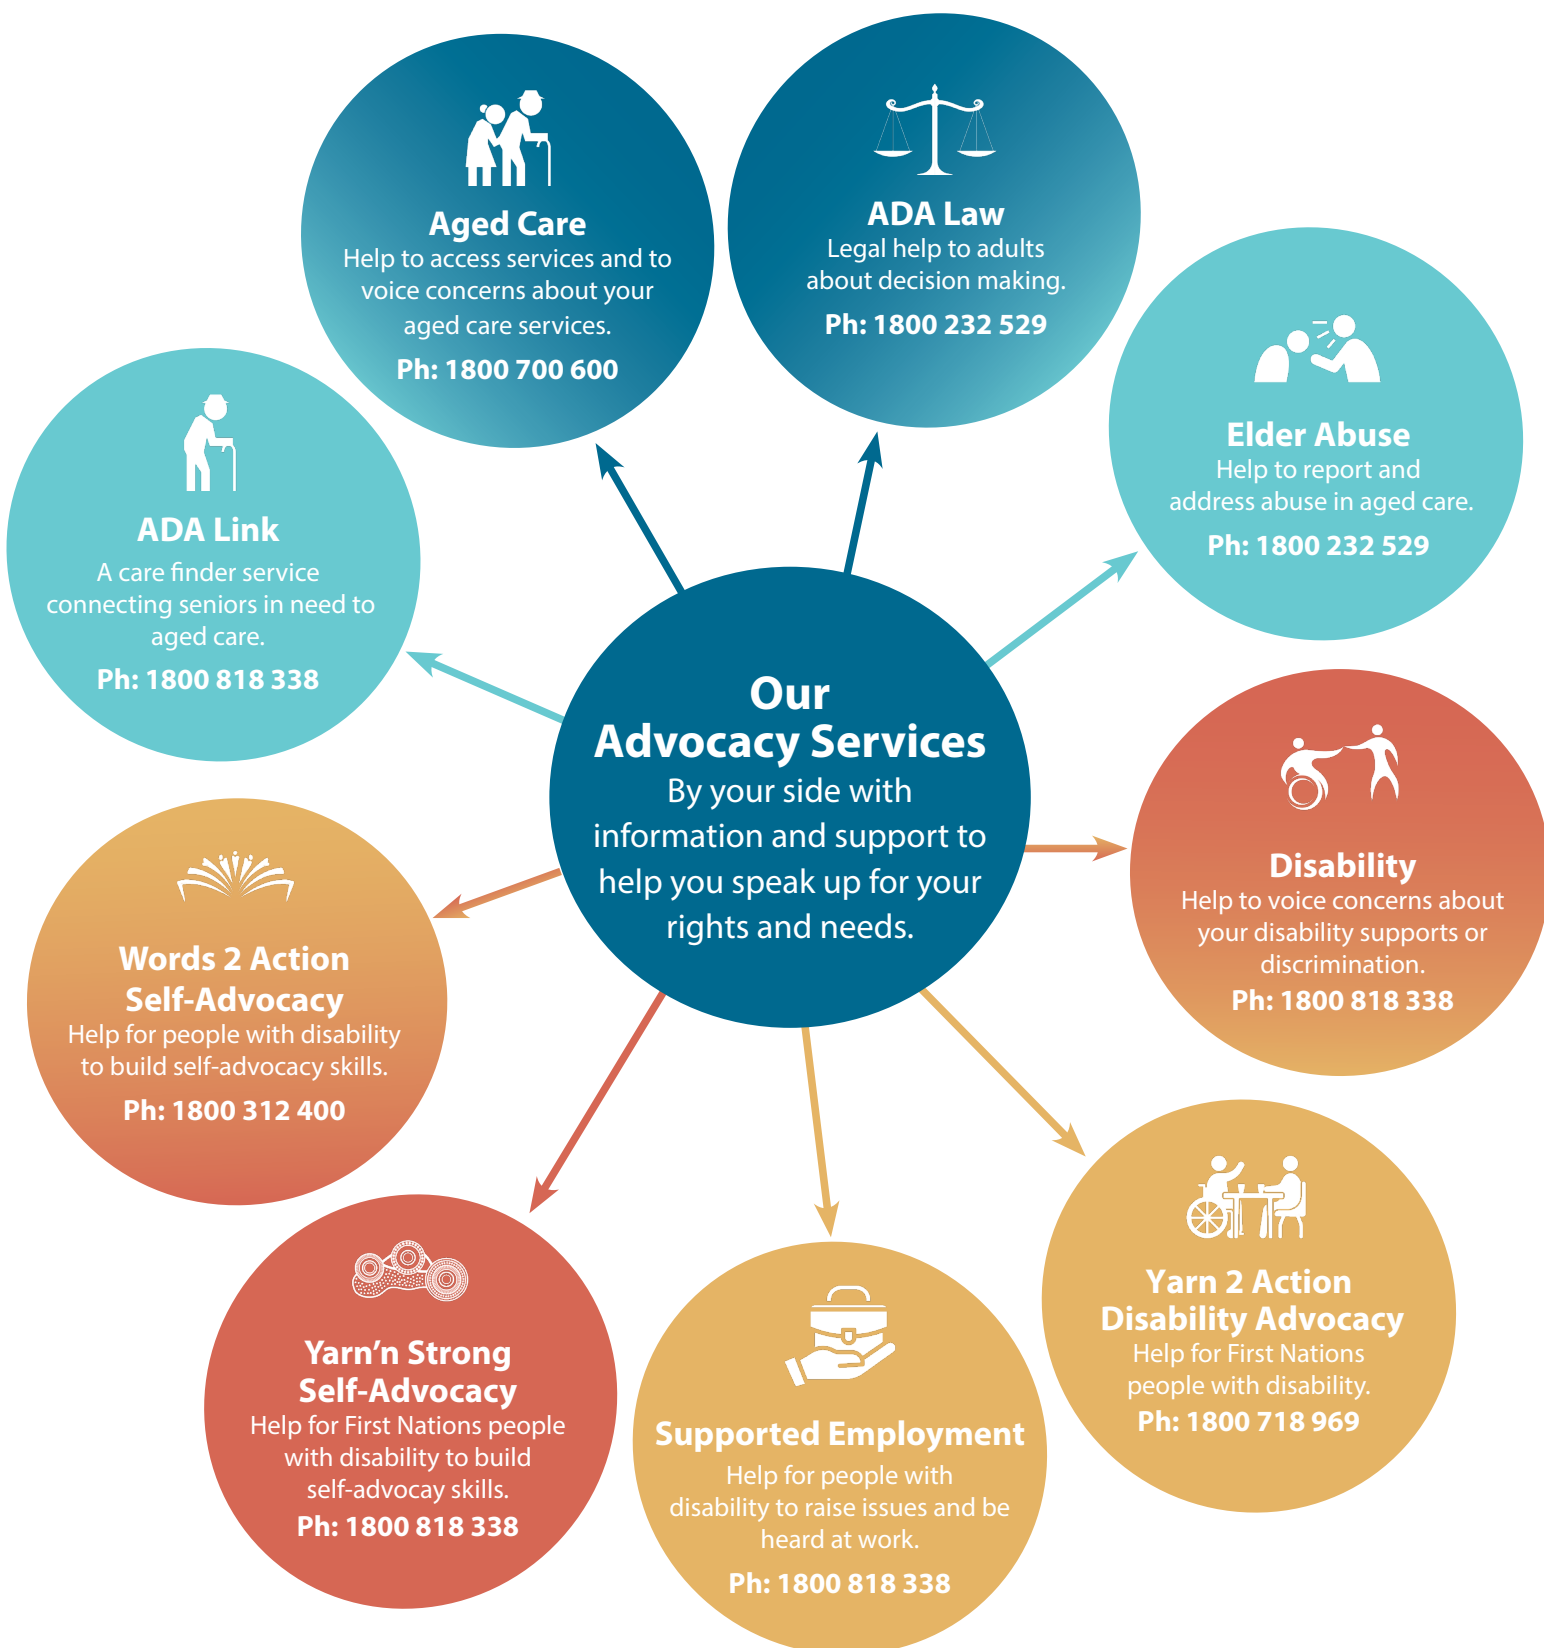 Aged Care
Help to access services and to
voice concerns about your
aged care services.
Ph: 1800 700 600
ADA Law
Legal help to adults
about decision making.
Ph: 1800 232 529
Elder Abuse
Help to report and
address abuse in aged care.
Ph: 1800 232 529
ADA Link
A care finder service
connecting seniors in need to
aged care.
Ph: 1800 818 338
Our
Advocacy Services
By your side with
information and support to
help you speak up for your
rights and needs.
Disability
Help to voice concerns about
your disability supports or
discrimination.
Ph: 1800 818 338
Words 2 Action
Self-Advocacy
Help for people with disability
to build self-advocacy skills.
Ph: 1800 312 400
Yarn 2 Action
Disability Advocacy
Help for First Nations
people with disability.
Ph: 1800 718 969
Yarn’n Strong
Self-Advocacy
Help for First Nations people
with disability to build
self-advocay skills.
Ph: 1800 818 338
Supported Employment
Help for people with
disability to raise issues and be
heard at work.
Ph: 1800 818 338